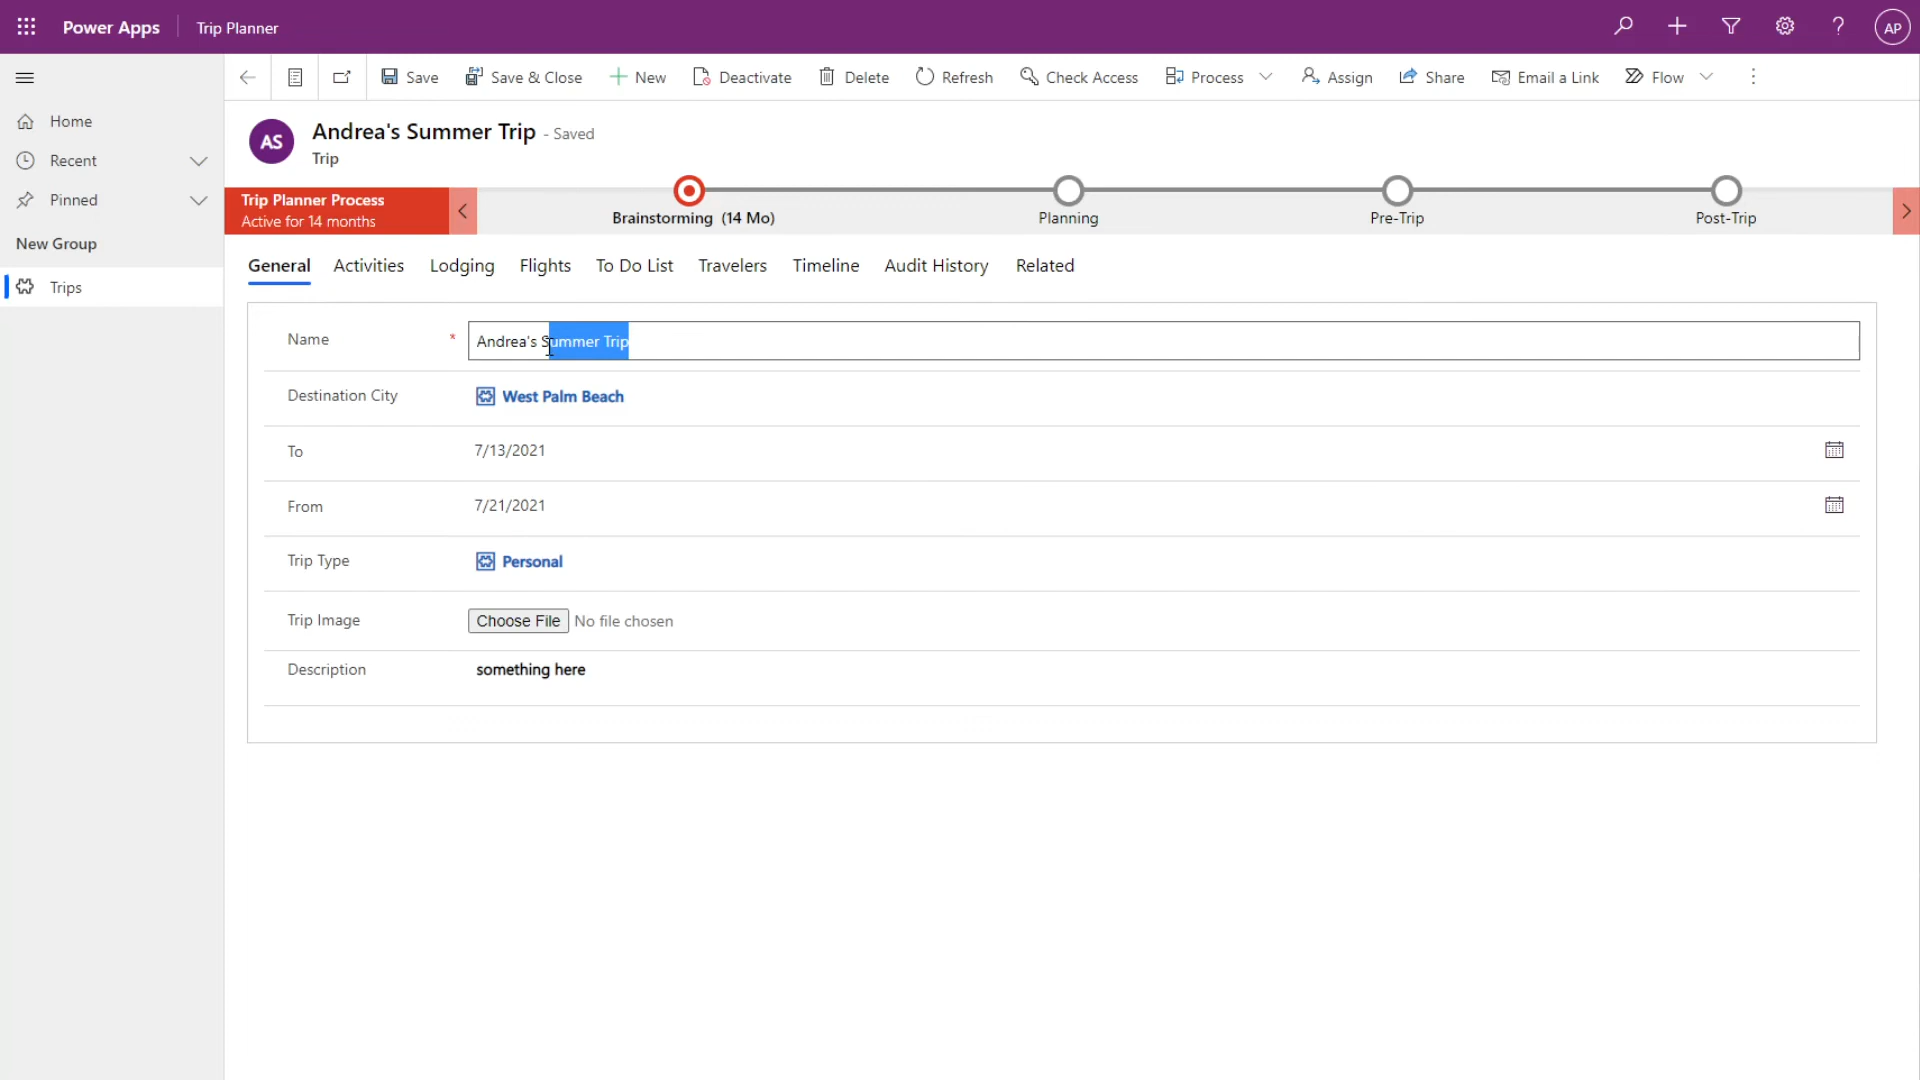 Power Apps Trip Planner AP
Save Save & Close New Deactivate Delete Refresh Check Access Process Assign Share Email a Link Flow
Home
Recent
Pinned
New Group
Trips
AS Andrea's Summer Trip - Saved
Trip
Trip Planner Process
Active for 14 months
Brainstorming (14 Mo) Planning Pre-Trip Post-Trip
General Activities Lodging Flights To Do List Travelers Timeline Audit History Related
Name * Andrea's Summer Trip
Destination City West Palm Beach
To 7/13/2021
From 7/21/2021
Trip Type Personal
Trip Image Choose File No file chosen
Description something here